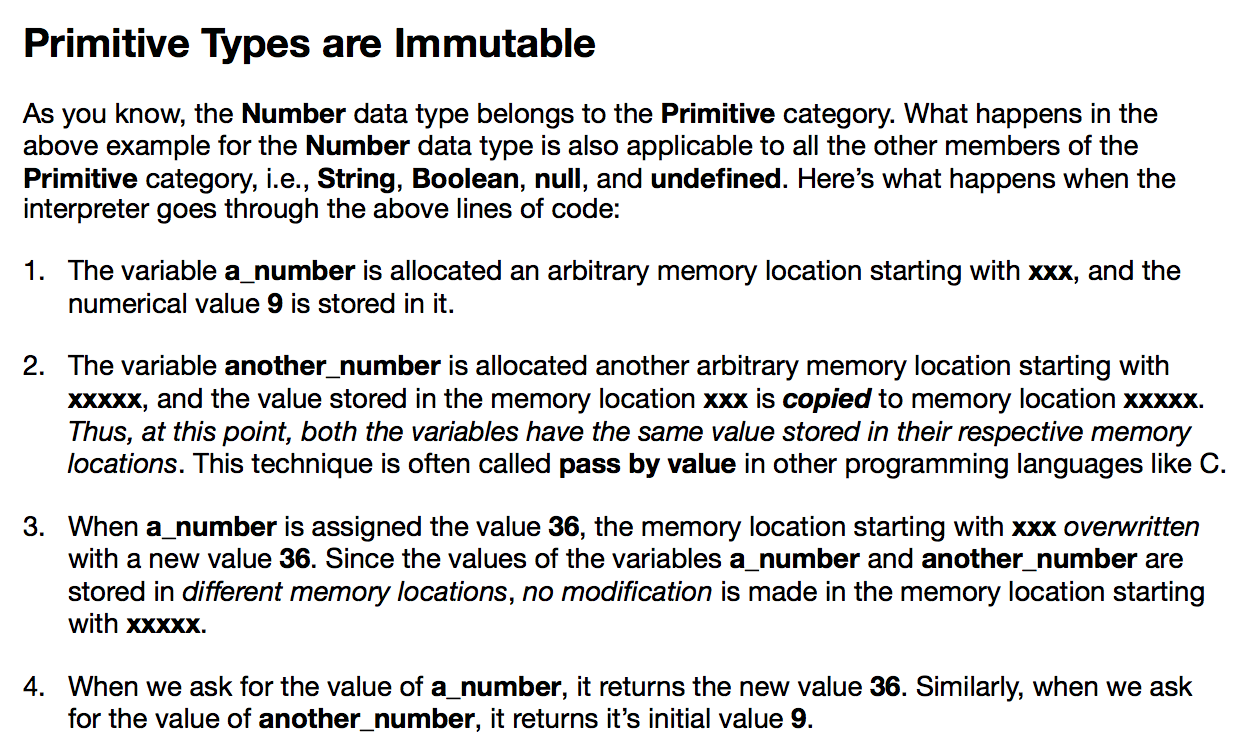 Primitive Types are Immutable
As you know, the Number data type belongs to the Primitive category. What happens in the
above example for the Number data type is also applicable to all the other members of the
Primitive category, i.e., String, Boolean, null, and undefined. Here’s what happens when the
interpreter goes through the above lines of code:
1. The variable a_number is allocated an arbitrary memory location starting with xxx, and the
numerical value 9 is stored in it.
2. The variable another_number is allocated another arbitrary memory location starting with
xxxxx, and the value stored in the memory location xxx is copied to memory location xxxxx.
Thus, at this point, both the variables have the same value stored in their respective memory
locations. This technique is often called pass by value in other programming languages like C.
3. When a_number is assigned the value 36, the memory location starting with xxx overwritten
with a new value 36. Since the values of the variables a_number and another_number are
stored in different memory locations, no modification is made in the memory location starting
with xxxxx.
4. When we ask for the value of a_number, it returns the new value 36. Similarly, when we ask
for the value of another_number, it returns it’s initial value 9.